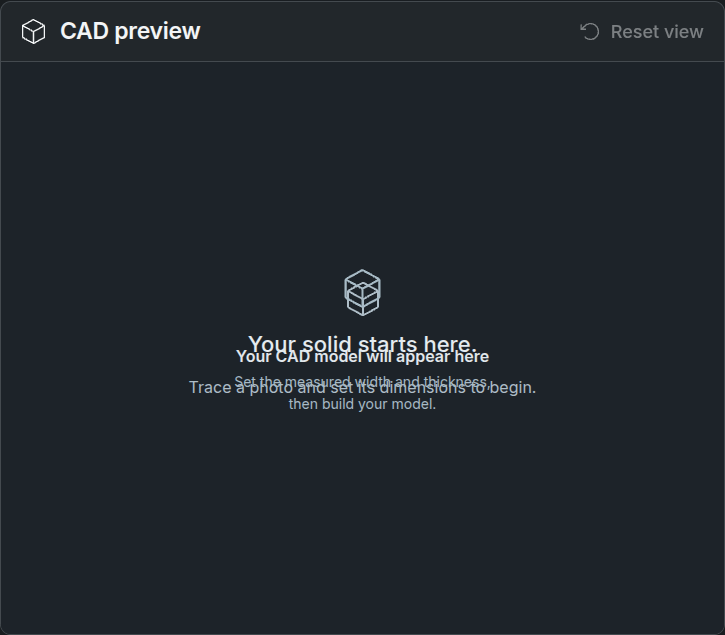 CAD preview
Reset view
Your solid starts here.
Your CAD model will appear here
Set the measured width and thickness,
Trace a photo and set its dimensions to begin.
then build your model.